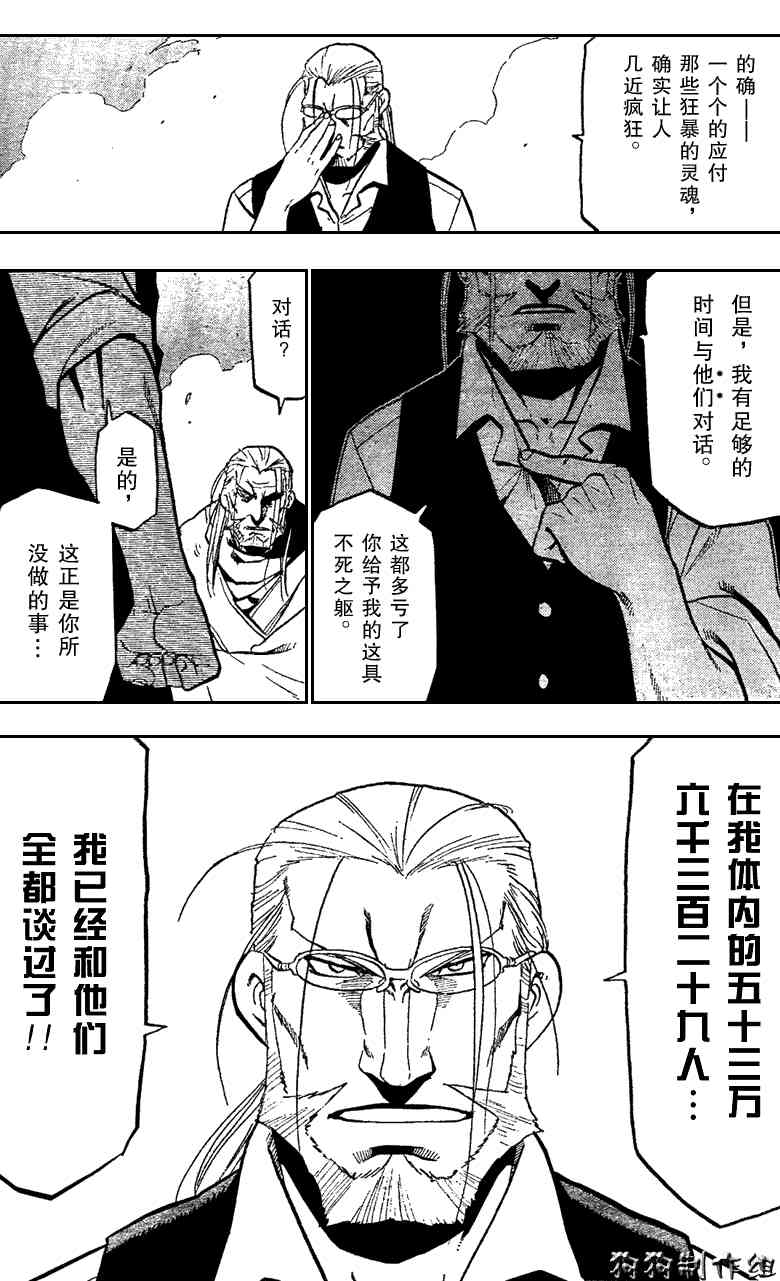 的确——
一个个的应付
那些狂暴的灵魂，
确实让人
几近疯狂。
但是，我有足够的
时间与他们对话。
这都多亏了
你给予我的这具
不死之躯。
对话？
是的，
这正是你所
没做的事…
在我体内的五十三万
六千三百二十九人…
我已经和他们
全都谈过了!!
狗狗制作组